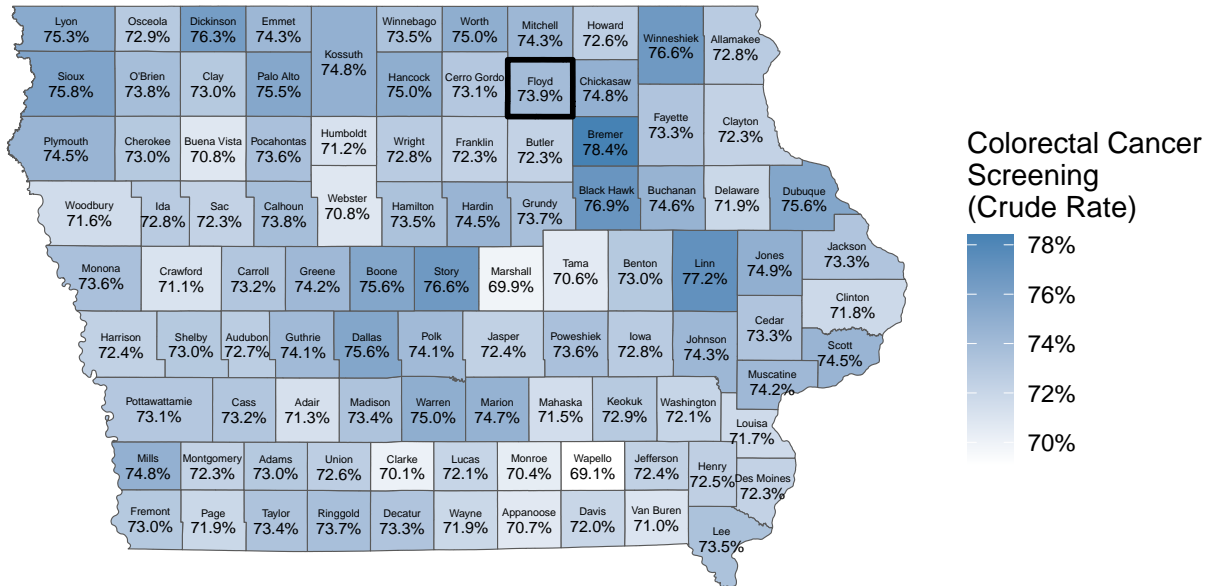 Lyon
75.3%
Osceola
72.9%
Dickinson
76.3%
Emmet
74.3%
Winnebago
73.5%
Worth
75.0%
Mitchell
74.3%
Howard
72.6%
Winneshiek
76.6%
Allamakee
72.8%
Kossuth
74.8%
Sioux
75.8%
O'Brien
73.8%
Clay
73.0%
Palo Alto
75.5%
Hancock
75.0%
Cerro Gordo
73.1%
Floyd
73.9%
Chickasaw
74.8%
Fayette
73.3%
Clayton
72.3%
Plymouth
74.5%
Cherokee
73.0%
Buena Vista
70.8%
Pocahontas
73.6%
Humboldt
71.2%
Wright
72.8%
Franklin
72.3%
Butler
72.3%
Bremer
78.4%
Woodbury
71.6%
Ida
72.8%
Sac
72.3%
Calhoun
73.8%
Webster
70.8%
Hamilton
73.5%
Hardin
74.5%
Grundy
73.7%
Black Hawk
76.9%
Buchanan
74.6%
Delaware
71.9%
Dubuque
75.6%
Monona
73.6%
Crawford
71.1%
Carroll
73.2%
Greene
74.2%
Boone
75.6%
Story
76.6%
Marshall
69.9%
Tama
70.6%
Benton
73.0%
Linn
77.2%
Jones
74.9%
Jackson
73.3%
Clinton
71.8%
Harrison
72.4%
Shelby
73.0%
Audubon
72.7%
Guthrie
74.1%
Dallas
75.6%
Polk
74.1%
Jasper
72.4%
Poweshiek
73.6%
Iowa
72.8%
Johnson
74.3%
Cedar
73.3%
Scott
74.5%
Muscatine
74.2%
Pottawattamie
73.1%
Cass
73.2%
Adair
71.3%
Madison
73.4%
Warren
75.0%
Marion
74.7%
Mahaska
71.5%
Keokuk
72.9%
Washington
72.1%
Louisa
71.7%
Mills
74.8%
Montgomery
72.3%
Adams
73.0%
Union
72.6%
Clarke
70.1%
Lucas
72.1%
Monroe
70.4%
Wapello
69.1%
Jefferson
72.4%
Henry
72.5%
Des Moines
72.3%
Fremont
73.0%
Page
71.9%
Taylor
73.4%
Ringgold
73.7%
Decatur
73.3%
Wayne
71.9%
Appanoose
70.7%
Davis
72.0%
Van Buren
71.0%
Lee
73.5%
Colorectal Cancer
Screening
(Crude Rate)
78%
76%
74%
72%
70%